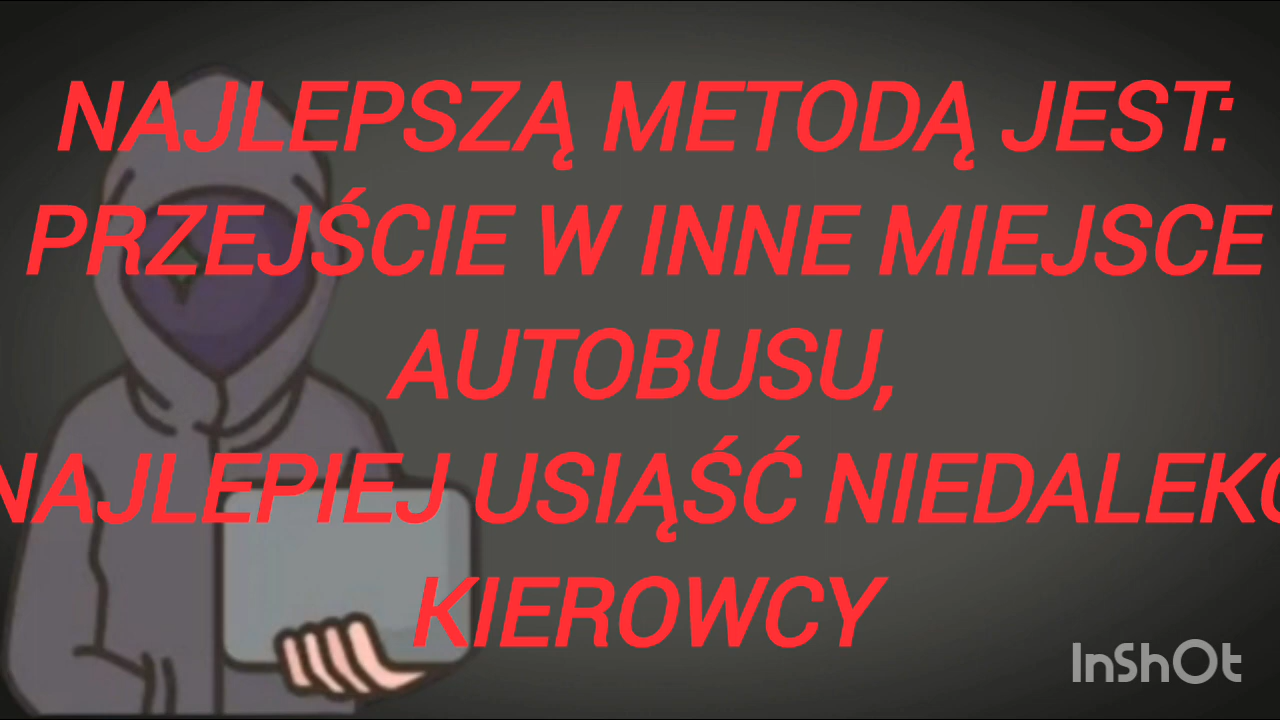 NAJLEPSZĄ METODĄ JEST:
PRZEJŚCIE W INNE MIEJSCE
AUTOBUSU,
NAJLEPIEJ USIĄŚĆ NIEDALEKO
KIEROWCY
InShOt